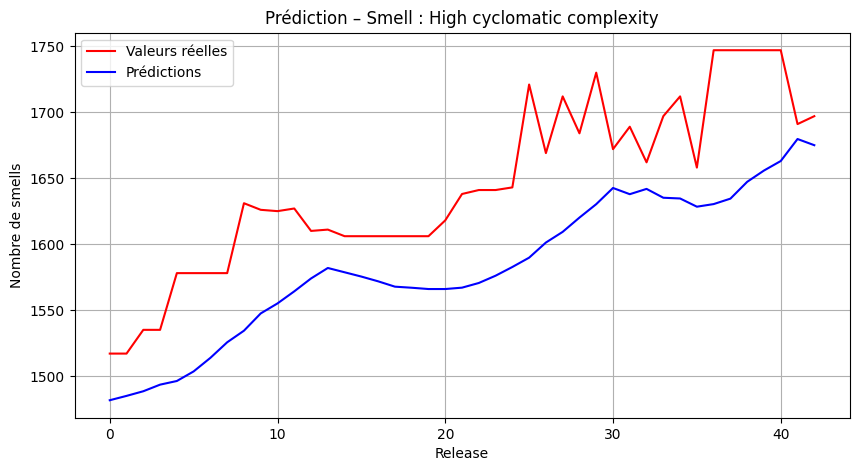 Prédiction – Smell : High cyclomatic complexity
Valeurs réelles
Prédictions
Nombre de smells
1750
1700
1650
1600
1550
1500
0 10 20 30 40
Release